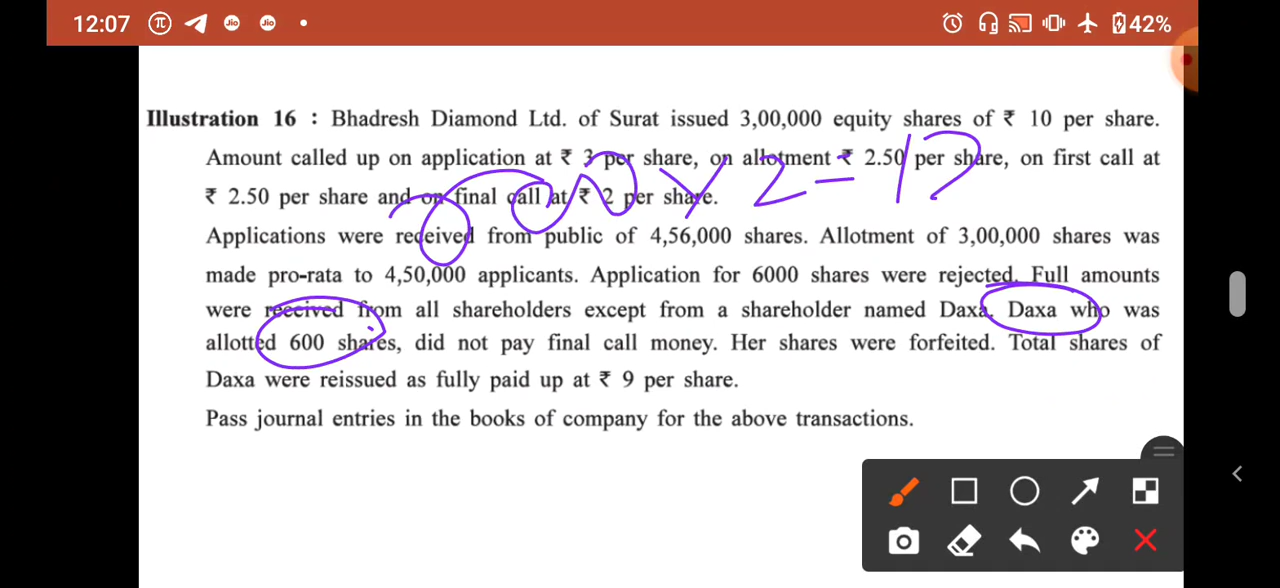 12:07 42%
Illustration 16 : Bhadresh Diamond Ltd. of Surat issued 3,00,000 equity shares of ₹ 10 per share.
Amount called up on application at ₹ 3 per share, on allotment ₹ 2.50 per share, on first call at
₹ 2.50 per share and on final call at ₹ 2 per share.
Applications were received from public of 4,56,000 shares. Allotment of 3,00,000 shares was
made pro-rata to 4,50,000 applicants. Application for 6000 shares were rejected. Full amounts
were received from all shareholders except from a shareholder named Daxa. Daxa who was
allotted 600 shares, did not pay final call money. Her shares were forfeited. Total shares of
Daxa were reissued as fully paid up at ₹ 9 per share.
Pass journal entries in the books of company for the above transactions.